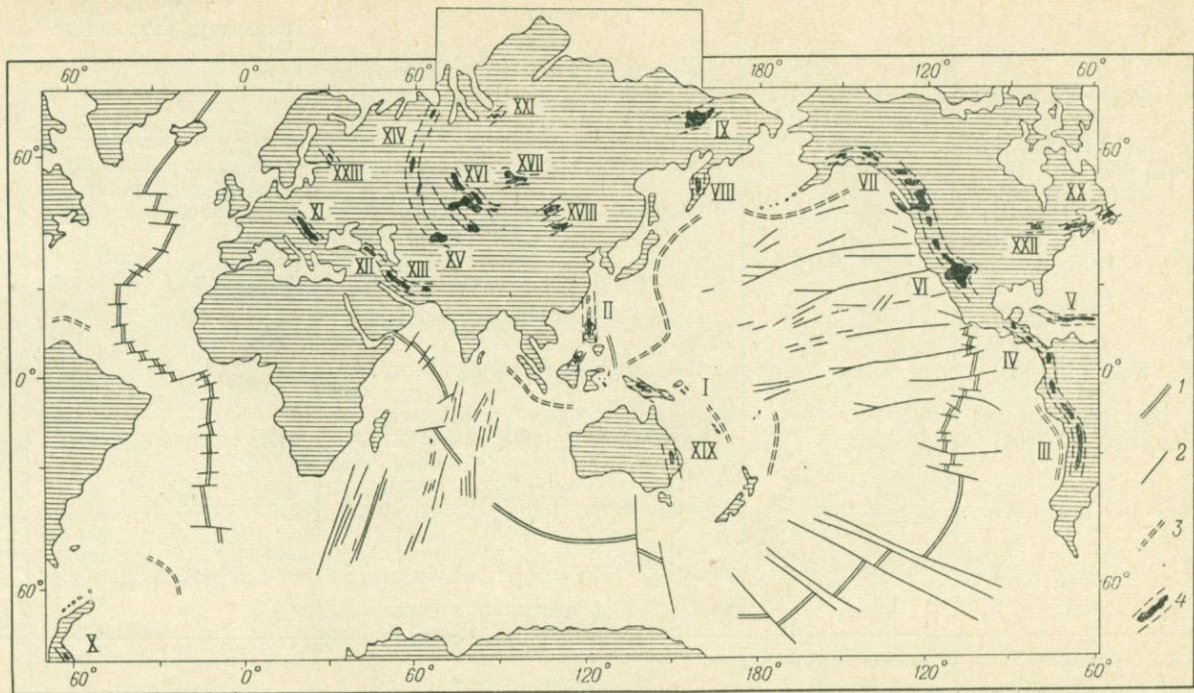 60° 0° 60° 180° 120° 60°
XXI
XIV IX
60° 60°
XXIII XVI XVII VIII VII XX
XI XVIII
XXII
XII XIII XV VI
II V
IV
0° 0°
I 1
XIX III 2
3
60° 60°
4
X
60° 0° 60° 120° 180° 120° 60°